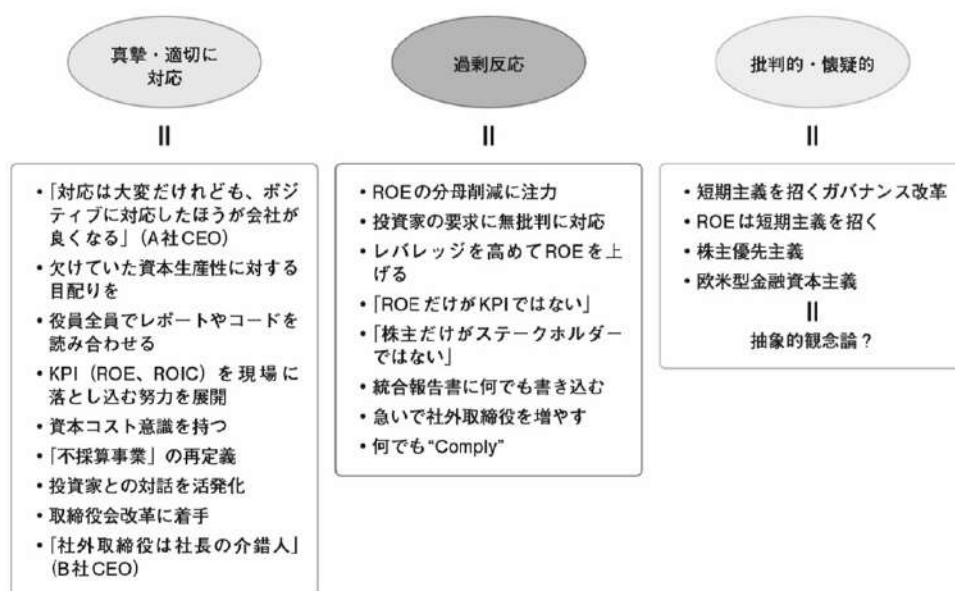 真摯・適切に
対応
=
・「対応は大変だけれども、ポジ
ティブに対応したほうが会社が
良くなる」（A社CEO）
・欠けていた資本生産性に対する
目配りを
・役員全員でレポートやコードを
読み合わせる
・KPI（ROE、ROIC）を現場に
落とし込む努力を展開
・資本コスト意識を持つ
・「不採算事業」の再定義
・投資家との対話を活発化
・取締役会改革に着手
・「社外取締役は社長の介錯人」
（B社CEO）
過剰反応
=
・ROEの分母削減に注力
・投資家の要求に無批判に対応
・レバレッジを高めてROEを上
げる
・「ROEだけがKPIではない」
・「株主だけがステークホルダー
ではない」
・統合報告書に何でも書き込む
・急いで社外取締役を増やす
・何でも“Comply”
批判的・懐疑的
=
・短期主義を招くガバナンス改革
・ROEは短期主義を招く
・株主優先主義
・欧米型金融資本主義
=
抽象的観念論？